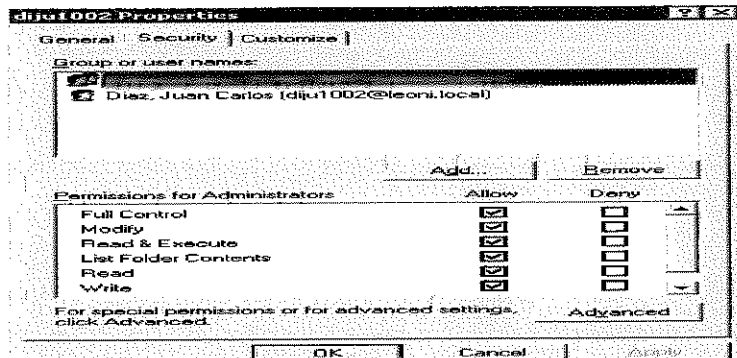 diju1002 Properties
General Security Customize
Group or user names:
Diaz, Juan Carlos (diju1002@leoni.local)
Add... Remove
Permissions for Administrators Allow Deny
Full Control
Modify
Read & Execute
List Folder Contents
Read
Write
For special permissions or for advanced settings,
click Advanced.
Advanced
OK Cancel Apply